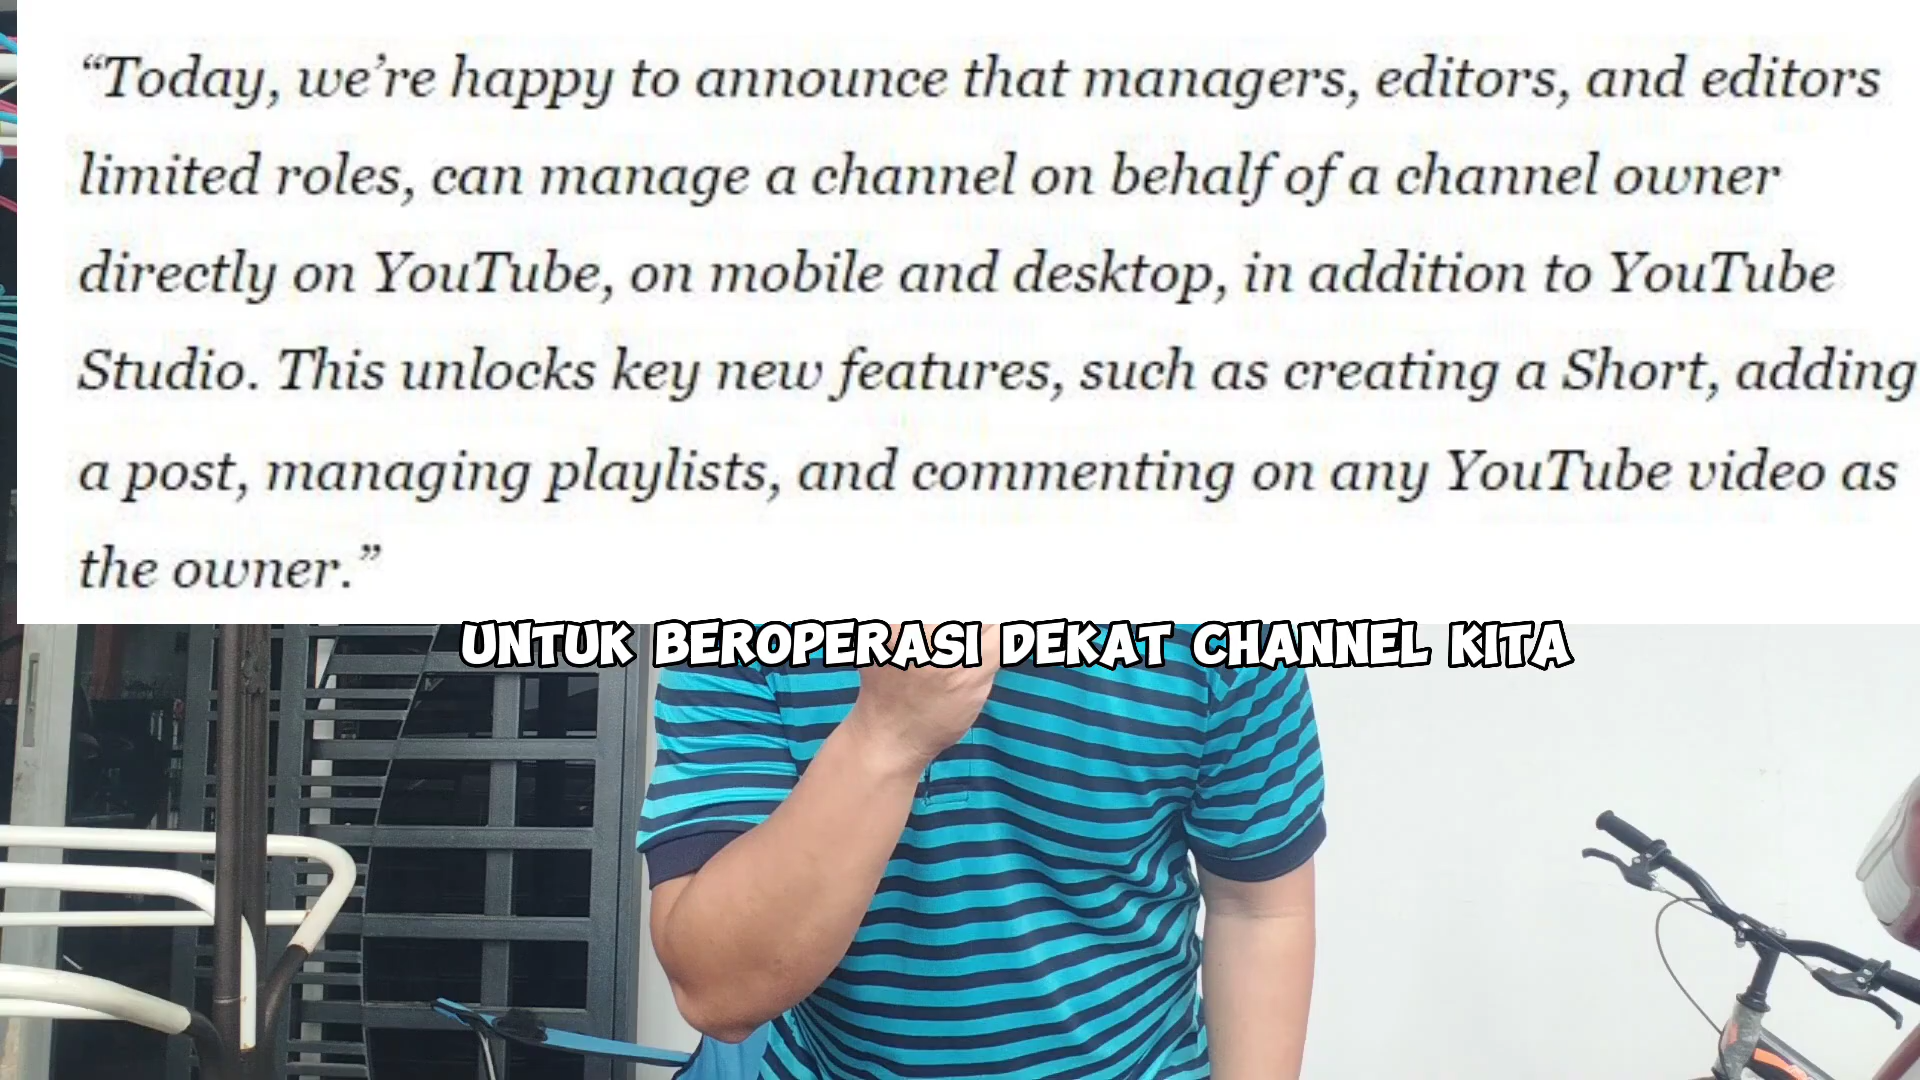 “Today, we’re happy to announce that managers, editors, and editors
limited roles, can manage a channel on behalf of a channel owner
directly on YouTube, on mobile and desktop, in addition to YouTube
Studio. This unlocks key new features, such as creating a Short, adding
a post, managing playlists, and commenting on any YouTube video as
the owner.”
UNTUK BEROPERASI DEKAT CHANNEL KITA